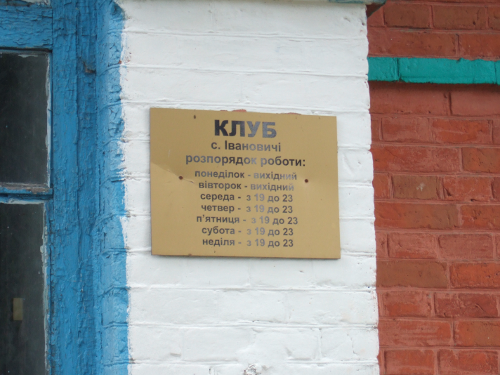 КЛУБ
с. Івановичі
розпорядок роботи:
понеділок - вихідний
вівторок - вихідний
середа - з 19 до 23
четвер - з 19 до 23
п'ятниця - з 19 до 23
субота - з 19 до 23
неділя - з 19 до 23